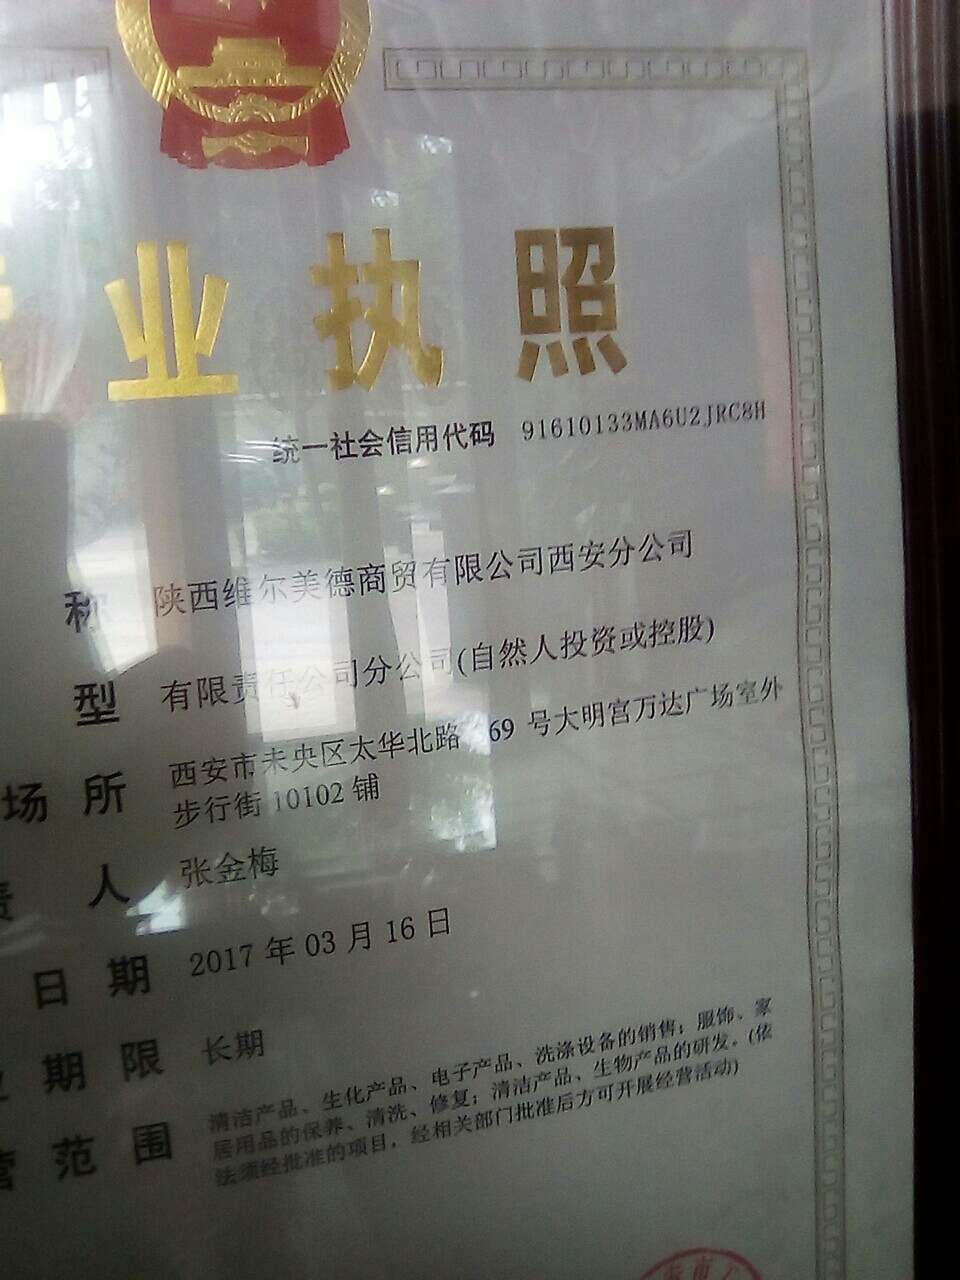 业执照
统一社会信用代码 91610133MA6U2JRC8H
称 陕西维尔美德商贸有限公司西安分公司
型 有限责任公司分公司(自然人投资或控股)
场所 西安市未央区太华北路 69 号大明宫万达广场室外
步行街 10102 铺
责人 张金梅
日期 2017 年 03 月 16 日
业期限 长期
营范围 清洁产品、生化产品、电子产品、洗涤设备的销售；服饰、家
居用品的保养、清洗、修复；清洁产品、生物产品的研发。(依
法须经批准的项目，经相关部门批准后方可开展经营活动)